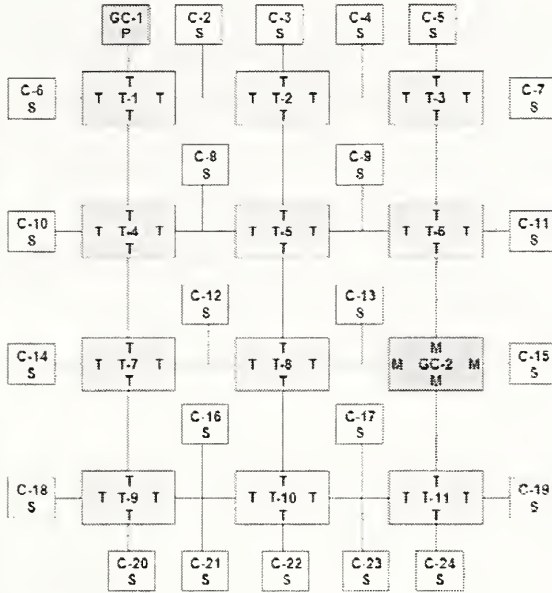 GC-1 C-2 C-3 C-4 C-5
P S S S S
T T T
C-6 T T-1 T T T-2 T T T-3 T C-7
S T T T S
C-8 C-9
S S
T T T
C-10 T T-4 T T T-5 T T T-6 T C-11
S T T T S
C-12 C-13
S S
T T M
C-14 T T-7 T T T-8 T M GC-2 M C-15
S T T M S
C-16 C-17
S S
T T T
C-18 T T-9 T T T-10 T T T-11 T C-19
S T T T S
C-20 C-21 C-22 C-23 C-24
S S S S S